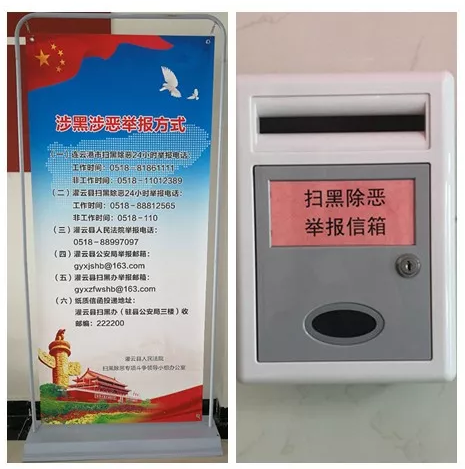 涉黑涉恶举报方式
（一）连云港市扫黑除恶24小时举报电话：
工作时间：0518-81861111
非工作时间：0518-11012389
（二）灌云县扫黑除恶24小时举报电话：
工作时间：0518-88812565
非工作时间：0518-110
（三）灌云县人民法院举报电话：
0518-88997097
（四）灌云县公安局举报邮箱：
gyxjshb@163.com
（五）灌云县扫黑办举报邮箱：
gyxzfwshb@163.com
（六）纸质信函投递地址：
灌云县扫黑办（驻县公安局三楼）收
邮编：222200
灌云县人民法院
扫黑除恶专项斗争领导小组办公室
扫黑除恶
举报信箱